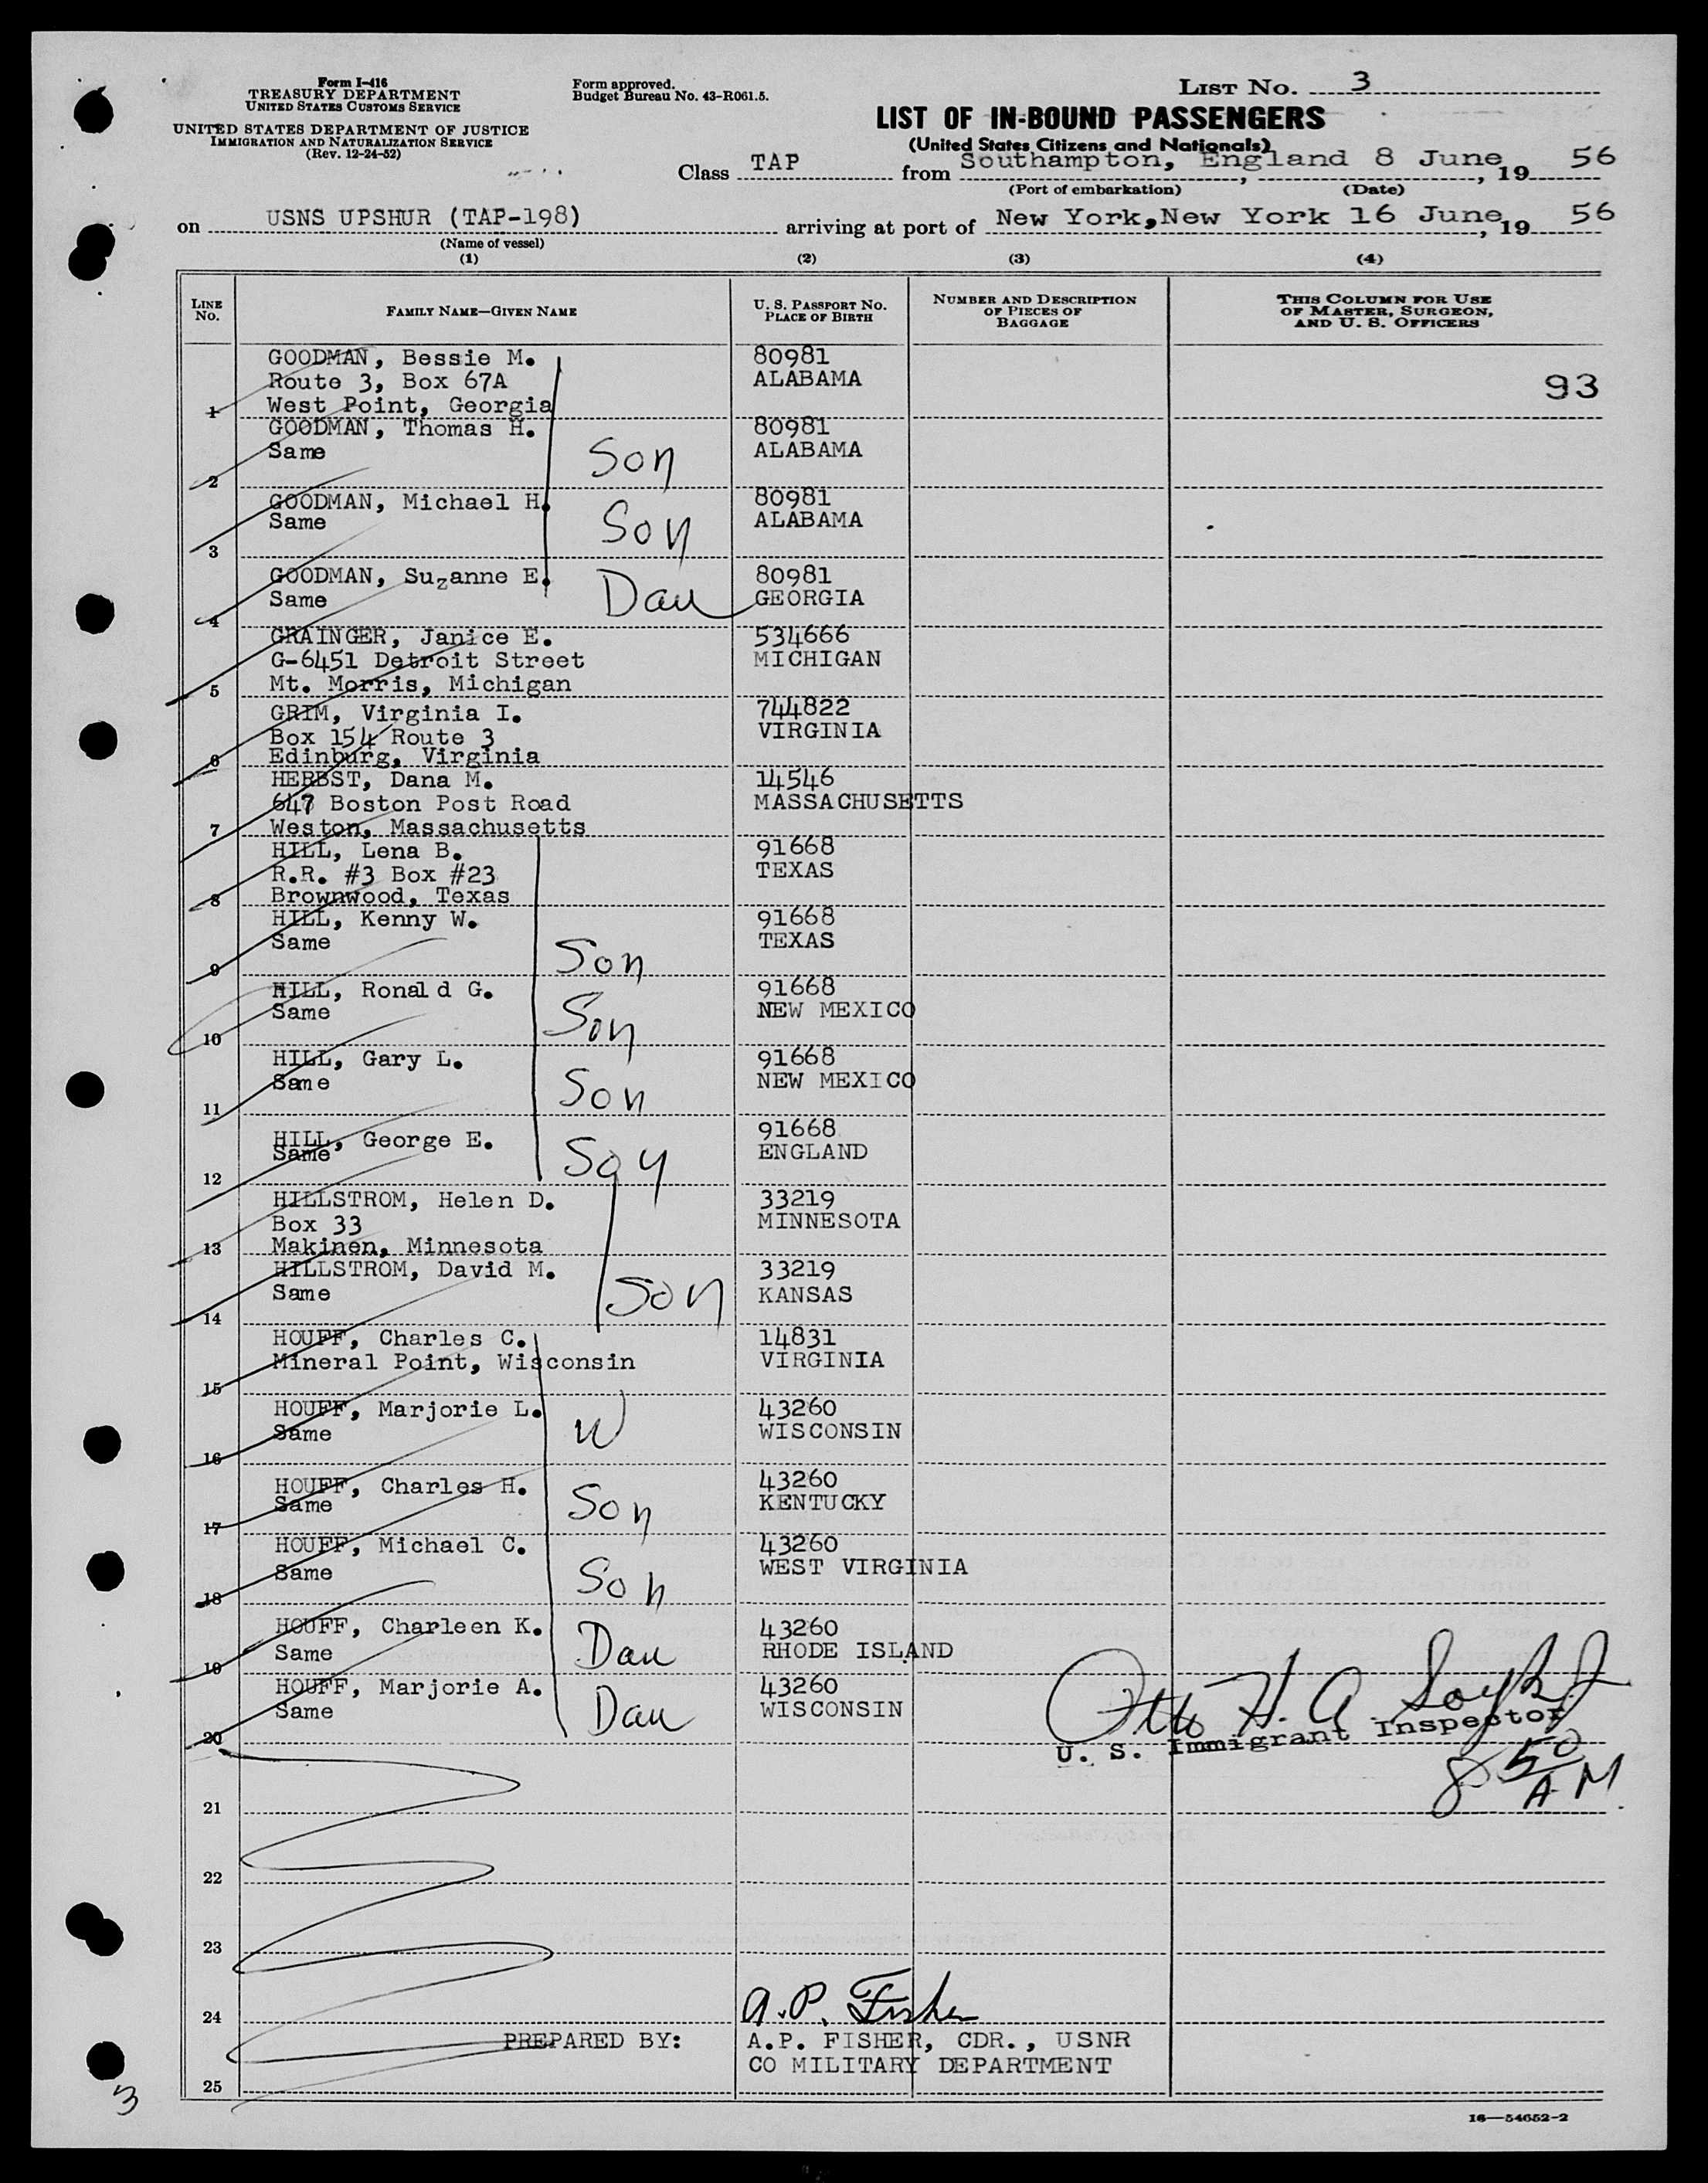 Form I-416
TREASURY DEPARTMENT
UNITED STATES CUSTOMS SERVICE
UNITED STATES DEPARTMENT OF JUSTICE
IMMIGRATION AND NATURALIZATION SERVICE
(Rev. 12-24-52)
Form approved.
Budget Bureau No. 43-R061.5.
LIST No. 3
LIST OF IN-BOUND PASSENGERS
(United States Citizens and Nationals)
Class TAP from Southampton, England 8 June, 19 56
(Port of embarkation) (Date)
on USNS UPSHUR (TAP-198) arriving at port of New York, New York 16 June, 19 56
(Name of vessel)
(1) (2) (3) (4)
LINE No.
FAMILY NAME—GIVEN NAME
U. S. PASSPORT No.
PLACE OF BIRTH
NUMBER AND DESCRIPTION OF PIECES OF BAGGAGE
THIS COLUMN FOR USE OF MASTER, SURGEON, AND U. S. OFFICERS
GOODMAN, Bessie M. 80981
Route 3, Box 67A ALABAMA 93
1 West Point, Georgia
GOODMAN, Thomas H. 80981
Same Son ALABAMA
2
GOODMAN, Michael H. 80981
Same Son ALABAMA
3
GOODMAN, Suzanne E. 80981
Same Dau GEORGIA
4
GRAINGER, Janice E. 534666
G-6451 Detroit Street MICHIGAN
5 Mt. Morris, Michigan
GRIM, Virginia I. 744822
Box 154 Route 3 VIRGINIA
6 Edinburg, Virginia
HERBST, Dana M. 14546
647 Boston Post Road MASSACHUSETTS
7 Weston, Massachusetts
HILL, Lena B. 91668
R.R. #3 Box #23 TEXAS
8 Brownwood, Texas
HILL, Kenny W. 91668
Same Son TEXAS
9
HILL, Ronald G. 91668
Same Son NEW MEXICO
10
HILL, Gary L. 91668
Same Son NEW MEXICO
11
HILL, George E. 91668
Same Son ENGLAND
12
HILLSTROM, Helen D. 33219
Box 33 MINNESOTA
13 Makinen, Minnesota
HILLSTROM, David M. 33219
Same Son KANSAS
14
HOUFF, Charles C. 14831
Mineral Point, Wisconsin VIRGINIA
15
HOUFF, Marjorie L. 43260
Same W WISCONSIN
16
HOUFF, Charles H. 43260
Same Son KENTUCKY
17
HOUFF, Michael C. 43260
Same Son WEST VIRGINIA
18
HOUFF, Charleen K. 43260
Same Dau RHODE ISLAND
19
HOUFF, Marjorie A. 43260
Same Dau WISCONSIN
20
Otto H. A.
U. S. Immigrant Inspector
8 50 AM
21
22
23
A.P. Fisher
24
PREPARED BY: A.P. FISHER, CDR., USNR
CO MILITARY DEPARTMENT
25
3
16—54652-2